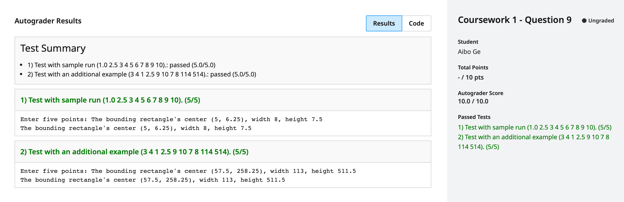 Autograder Results
Results
Code
Test Summary
1) Test with sample run (1.0 2.5 3 4 5 6 7 8 9 10).: passed (5.0/5.0)
2) Test with an additional example (3 4 1 2.5 9 10 7 8 114 514).: passed (5.0/5.0)
1) Test with sample run (1.0 2.5 3 4 5 6 7 8 9 10). (5/5)
Enter five points: The bounding rectangle's center (5, 6.25), width 8, height 7.5
The bounding rectangle's center (5, 6.25), width 8, height 7.5
2) Test with an additional example (3 4 1 2.5 9 10 7 8 114 514). (5/5)
Enter five points: The bounding rectangle's center (57.5, 258.25), width 113, height 511.5
The bounding rectangle's center (57.5, 258.25), width 113, height 511.5
Coursework 1 - Question 9
Ungraded
Student
Aibo Ge
Total Points
- / 10 pts
Autograder Score
10.0 / 10.0
Passed Tests
1) Test with sample run (1.0 2.5 3 4 5 6 7 8 9 10). (5/5)
2) Test with an additional example (3 4 1 2.5 9 10 7 8
114 514). (5/5)